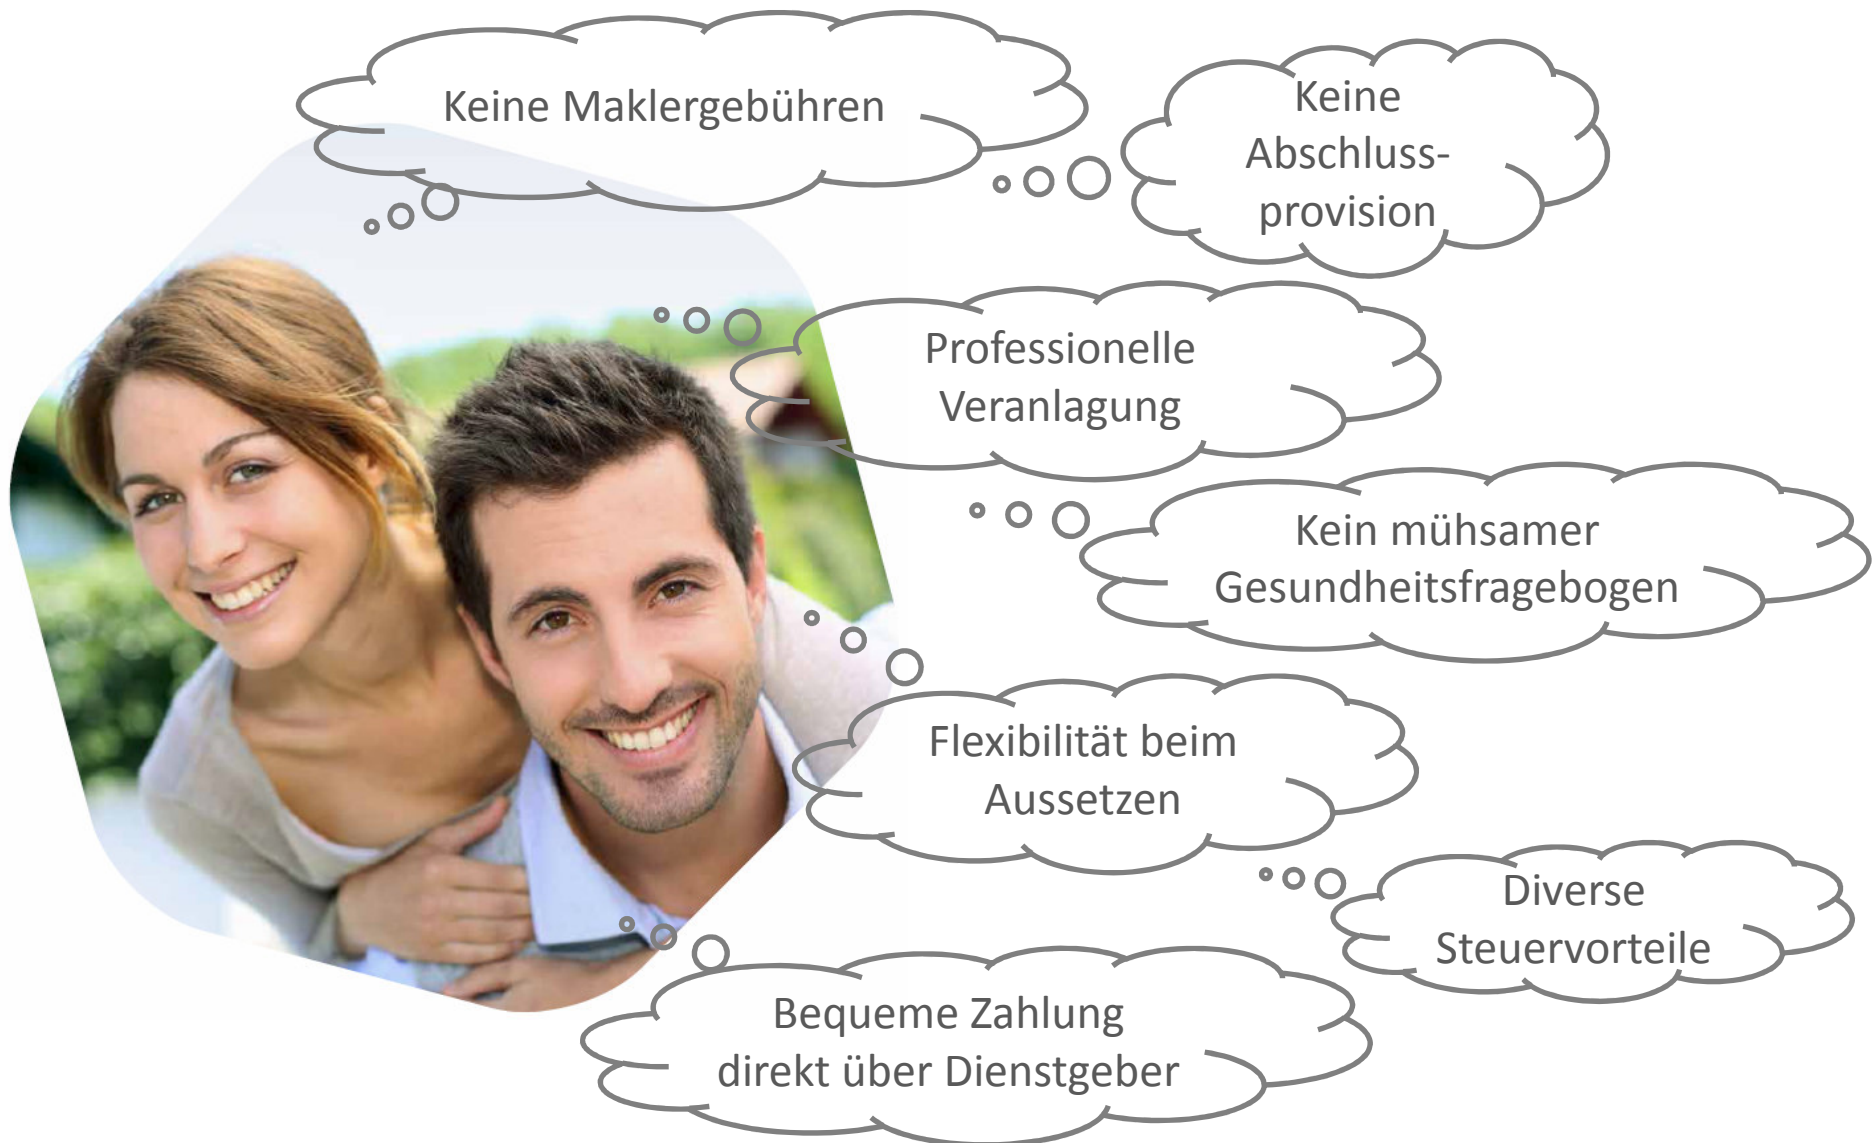 Keine Maklergebühren
Keine
Abschluss-
provision
Professionelle
Veranlagung
Kein mühsamer
Gesundheitsfragebogen
Flexibilität beim
Aussetzen
Diverse
Steuervorteile
Bequeme Zahlung
direkt über Dienstgeber